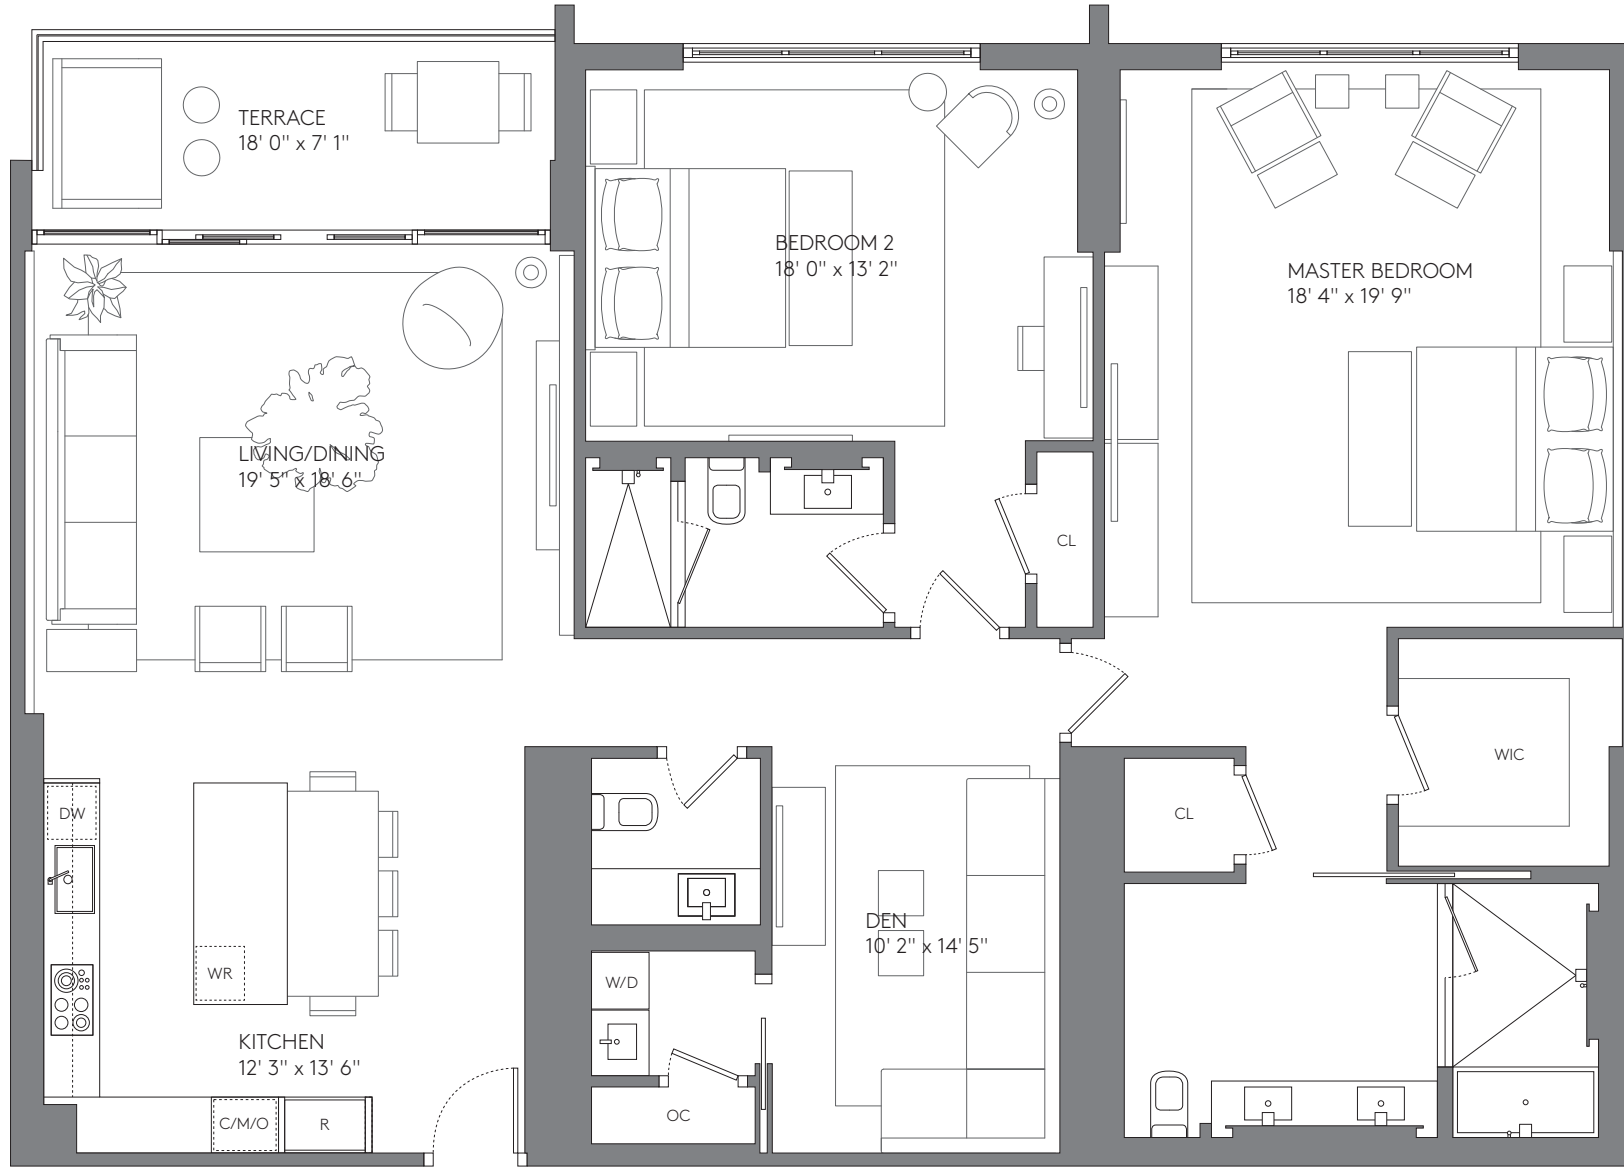 TERRACE
18' 0" x 7' 1"
BEDROOM 2
18' 0" x 13' 2"
MASTER BEDROOM
18' 4" x 19' 9"
LIVING/DINING
19' 5" x 18' 6"
CL
WIC
CL
DW
DEN
10' 2" x 14' 5"
WR
W/D
KITCHEN
12' 3" x 13' 6"
OC
C/M/O
R